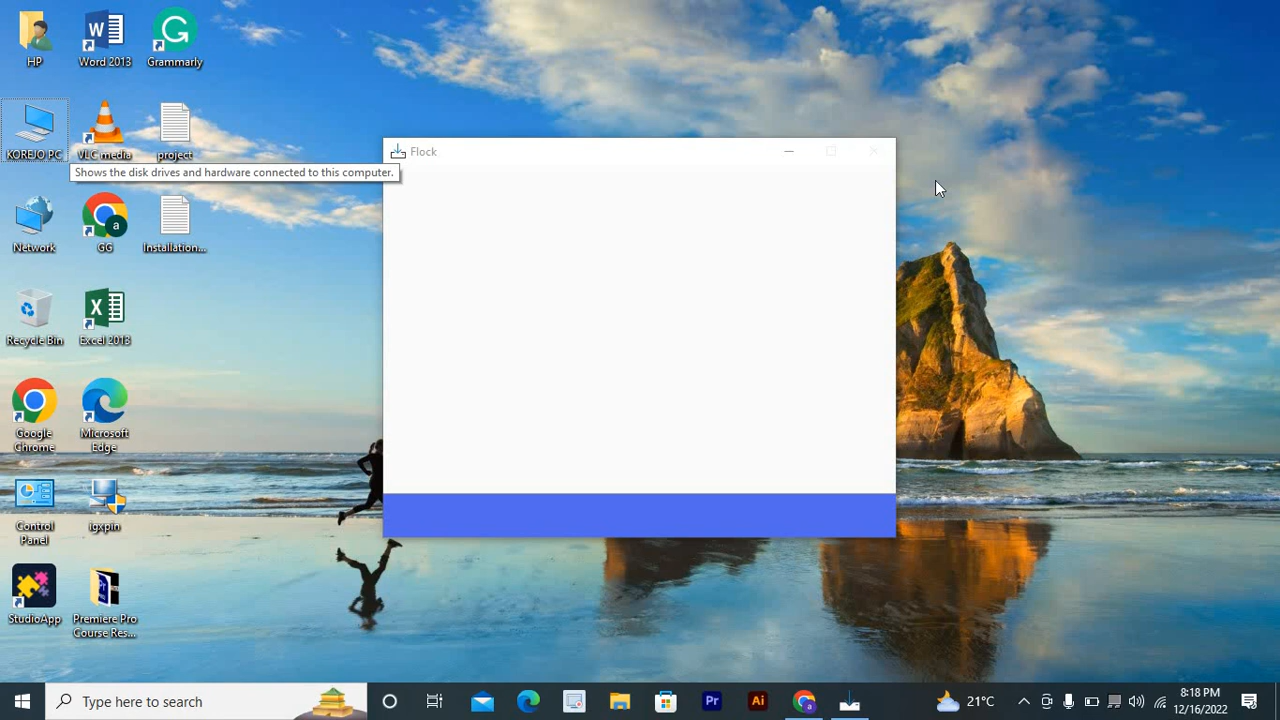 HP
Word 2013
Grammarly
KOREJO PC
VLC media
project
Shows the disk drives and hardware connected to this computer.
Flock
Network
GG
Installation...
Recycle Bin
Excel 2013
Google
Chrome
Microsoft
Edge
Control
Panel
igxpin
StudioApp
Premiere Pro
Course Res...
Type here to search
Pr
Ai
21°C
8:18 PM
12/16/2022